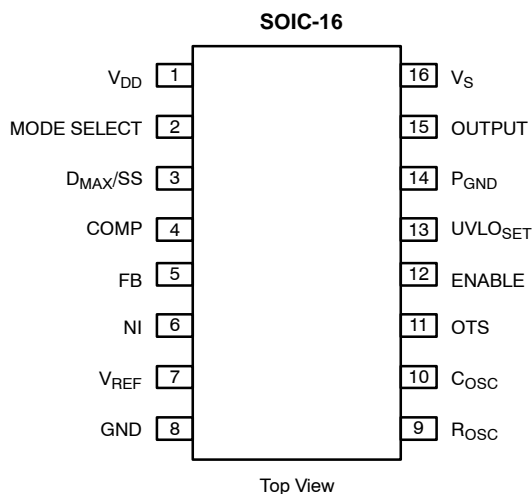 SOIC-16
V_DD 1 16 V_S
MODE SELECT 2 15 OUTPUT
D_MAX/SS 3 14 P_GND
COMP 4 13 UVLO_SET
FB 5 12 ENABLE
NI 6 11 OTS
V_REF 7 10 C_OSC
GND 8 9 R_OSC
Top View